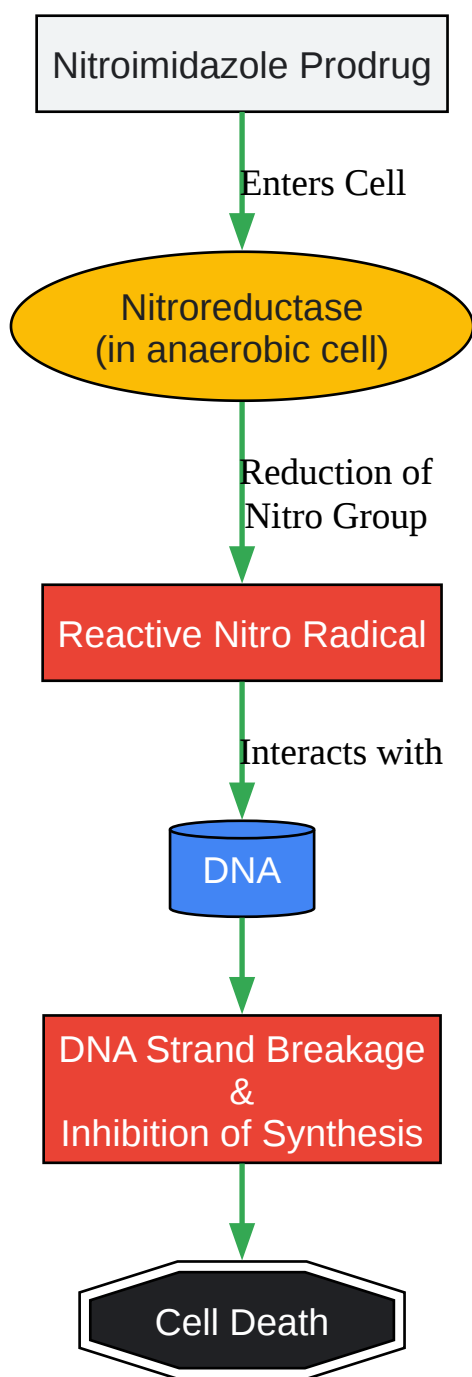 Nitroimidazole Prodrug
Enters Cell
Nitroreductase
(in anaerobic cell)
Reduction of
Nitro Group
Reactive Nitro Radical
Interacts with
DNA
DNA Strand Breakage
&
Inhibition of Synthesis
Cell Death